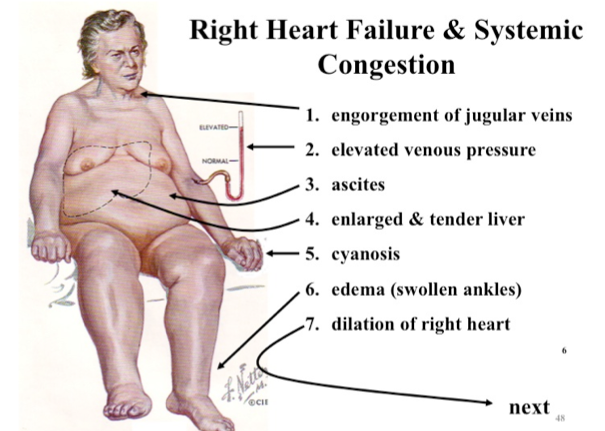 Right Heart Failure & Systemic
Congestion
1. engorgement of jugular veins
ELEVATED
2. elevated venous pressure
NORMAL
3. ascites
4. enlarged & tender liver
5. cyanosis
6. edema (swollen ankles)
7. dilation of right heart
6
F. Netter
M.
next
48